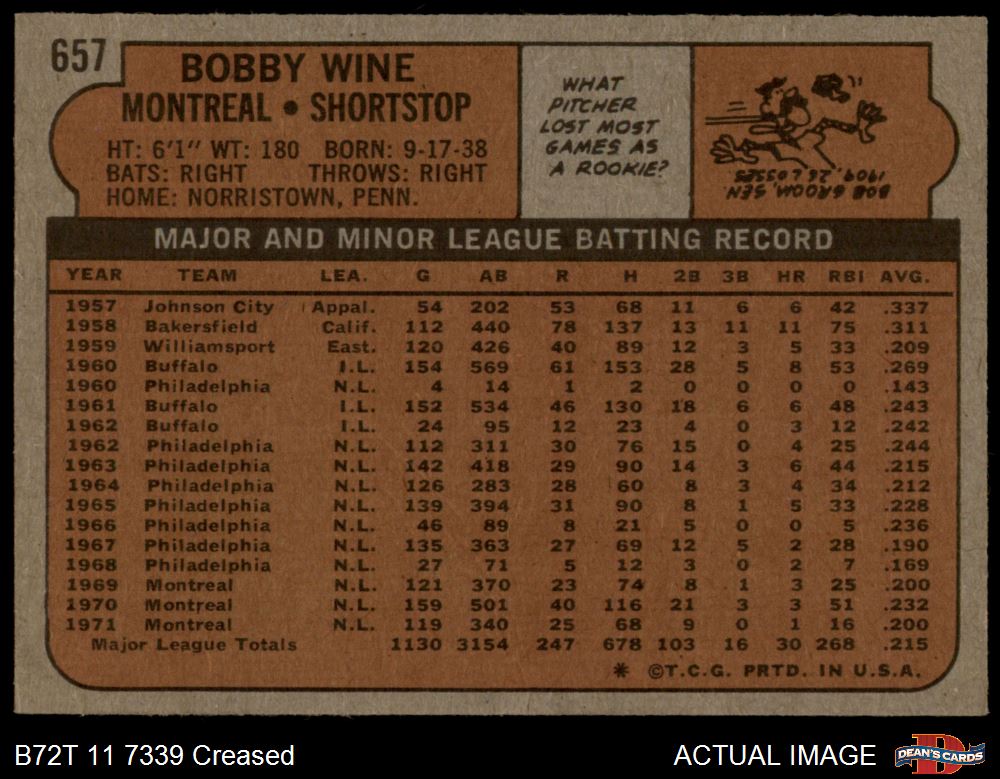 657
BOBBY WINE
MONTREAL • SHORTSTOP
HT: 6'1" WT: 180 BORN: 9-17-38
BATS: RIGHT THROWS: RIGHT
HOME: NORRISTOWN, PENN.
WHAT
PITCHER
LOST MOST
GAMES AS
A ROOKIE?
BOB GROOM, SEN.
1909, 26 LOSSES
MAJOR AND MINOR LEAGUE BATTING RECORD
YEAR TEAM LEA. G AB R H 2B 3B HR RBI AVG.
1957 Johnson City Appal. 54 202 53 68 11 6 6 42 .337
1958 Bakersfield Calif. 112 440 78 137 13 11 11 75 .311
1959 Williamsport East. 120 426 40 89 12 3 5 33 .209
1960 Buffalo I.L. 154 569 61 153 28 5 8 53 .269
1960 Philadelphia N.L. 4 14 1 2 0 0 0 0 .143
1961 Buffalo I.L. 152 534 46 130 18 6 6 48 .243
1962 Buffalo I.L. 24 95 12 23 4 0 3 12 .242
1962 Philadelphia N.L. 112 311 30 76 15 0 4 25 .244
1963 Philadelphia N.L. 142 418 29 90 14 3 6 44 .215
1964 Philadelphia N.L. 126 283 28 60 8 3 4 34 .212
1965 Philadelphia N.L. 139 394 31 90 8 1 5 33 .228
1966 Philadelphia N.L. 46 89 8 21 5 0 0 5 .236
1967 Philadelphia N.L. 135 363 27 69 12 5 2 28 .190
1968 Philadelphia N.L. 27 71 5 12 3 0 2 7 .169
1969 Montreal N.L. 121 370 23 74 8 1 3 25 .200
1970 Montreal N.L. 159 501 40 116 21 3 3 51 .232
1971 Montreal N.L. 119 340 25 68 9 0 1 16 .200
Major League Totals 1130 3154 247 678 103 16 30 268 .215
* ©T.C.G. PRTD. IN U.S.A.
B72T 11 7339 Creased
ACTUAL IMAGE
DEAN'S CARDS